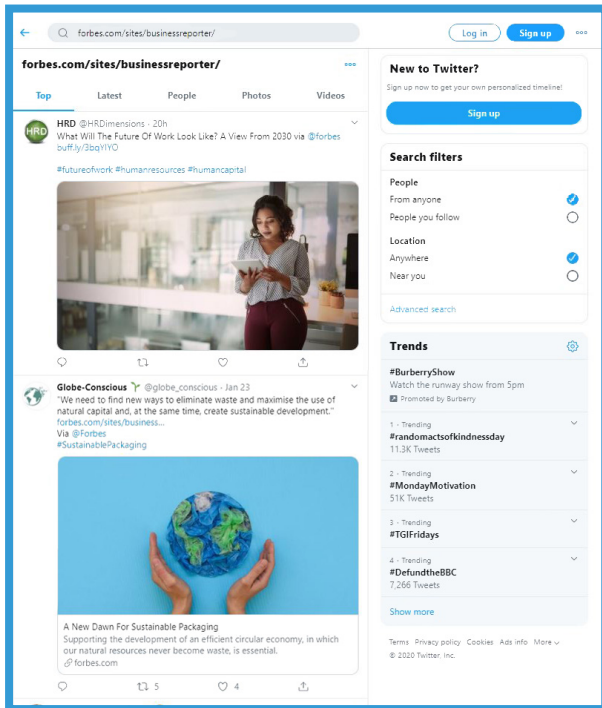 forbes.com/sites/businessreporter/
Log in
Sign up
forbes.com/sites/businessreporter/
Top
Latest
People
Photos
Videos
HRD @HRDimensions · 20h
HRD
What Will The Future Of Work Look Like? A View From 2030 via @forbes
buff.ly/3bqYIYO
#futureofwork #humanresources #humancapital
Globe-Conscious @globe_conscious · Jan 23
"We need to find new ways to eliminate waste and maximise the use of
natural capital and, at the same time, create sustainable development."
forbes.com/sites/business...
Via @Forbes
#SustainablePackaging
A New Dawn For Sustainable Packaging
Supporting the development of an efficient circular economy, in which
our natural resources never become waste, is essential.
forbes.com
5
4
New to Twitter?
Sign up now to get your own personalized timeline!
Sign up
Search filters
People
From anyone
People you follow
Location
Anywhere
Near you
Advanced search
Trends
#BurberryShow
Watch the runway show from 5pm
Promoted by Burberry
1 · Trending
#randomactsofkindnessday
11.3K Tweets
2 · Trending
#MondayMotivation
51K Tweets
3 · Trending
#TGIFridays
4 · Trending
#DefundtheBBC
7,266 Tweets
Show more
Terms Privacy policy Cookies Ads info More
© 2020 Twitter, Inc.